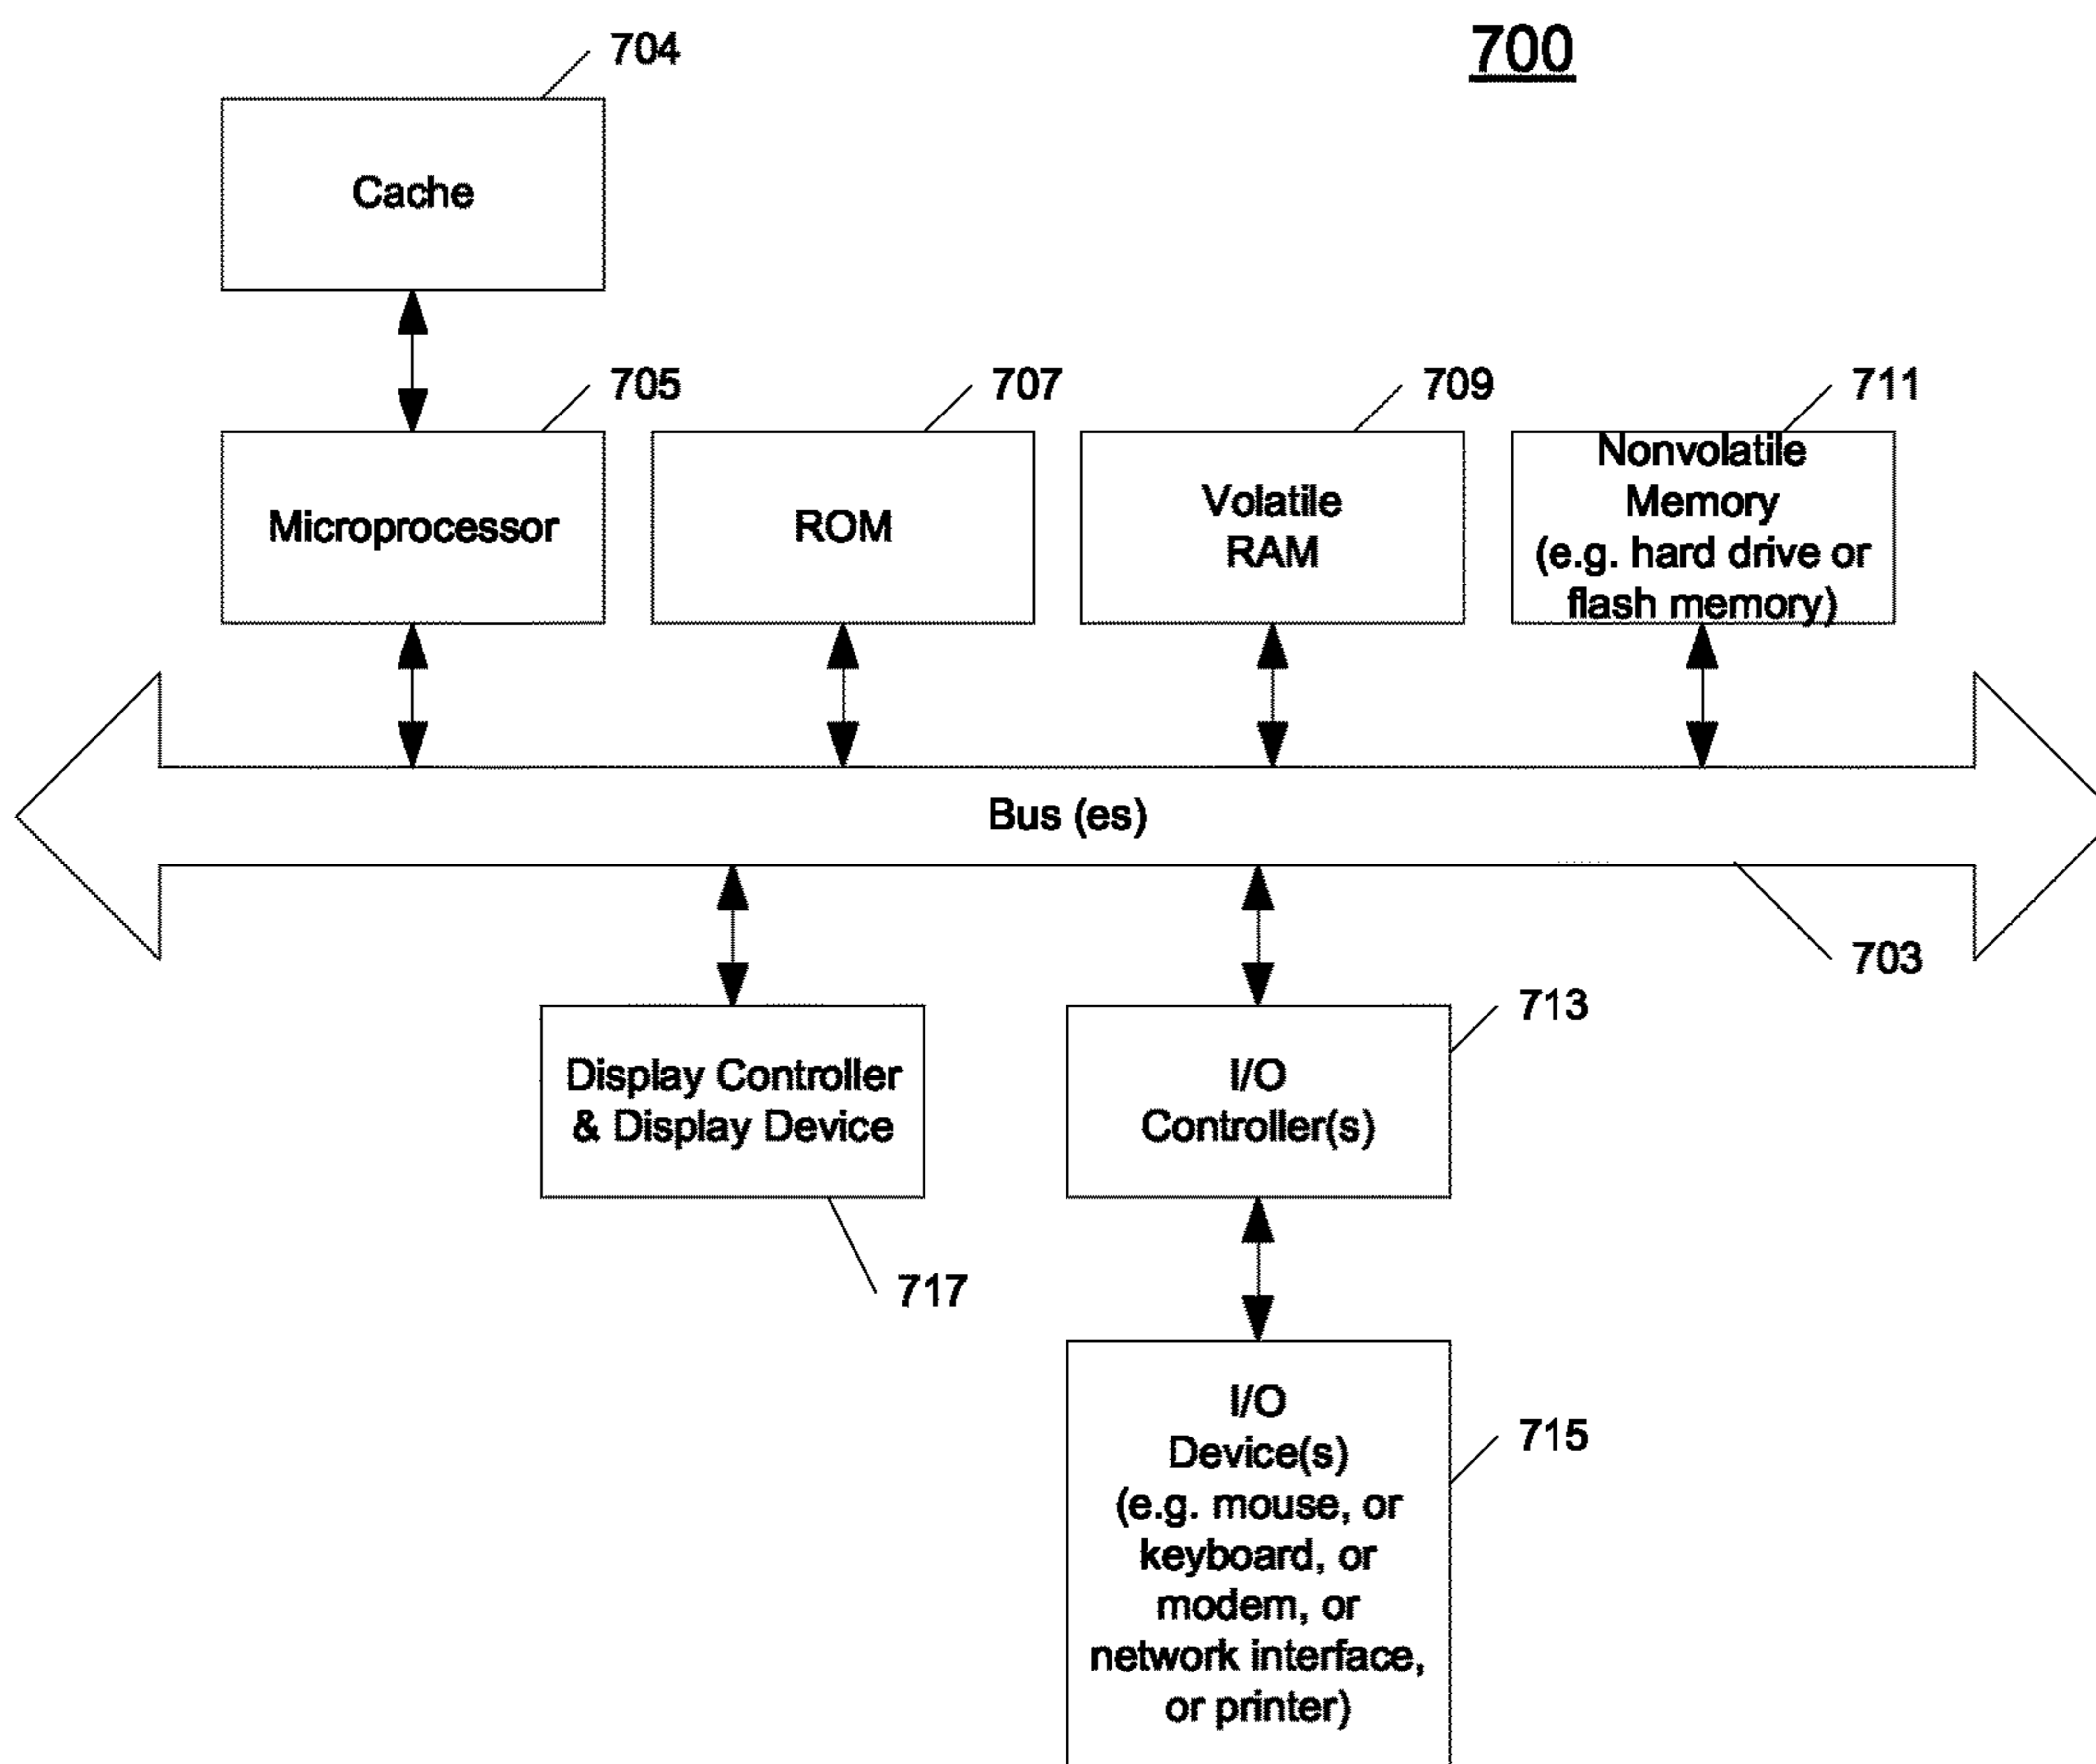 700
704
Cache
705
707
709
711
Microprocessor
ROM
Volatile
RAM
Nonvolatile
Memory
(e.g. hard drive or
flash memory)
Bus (es)
703
Display Controller
& Display Device
717
713
I/O
Controller(s)
715
I/O
Device(s)
(e.g. mouse, or
keyboard, or
modem, or
network interface,
or printer)